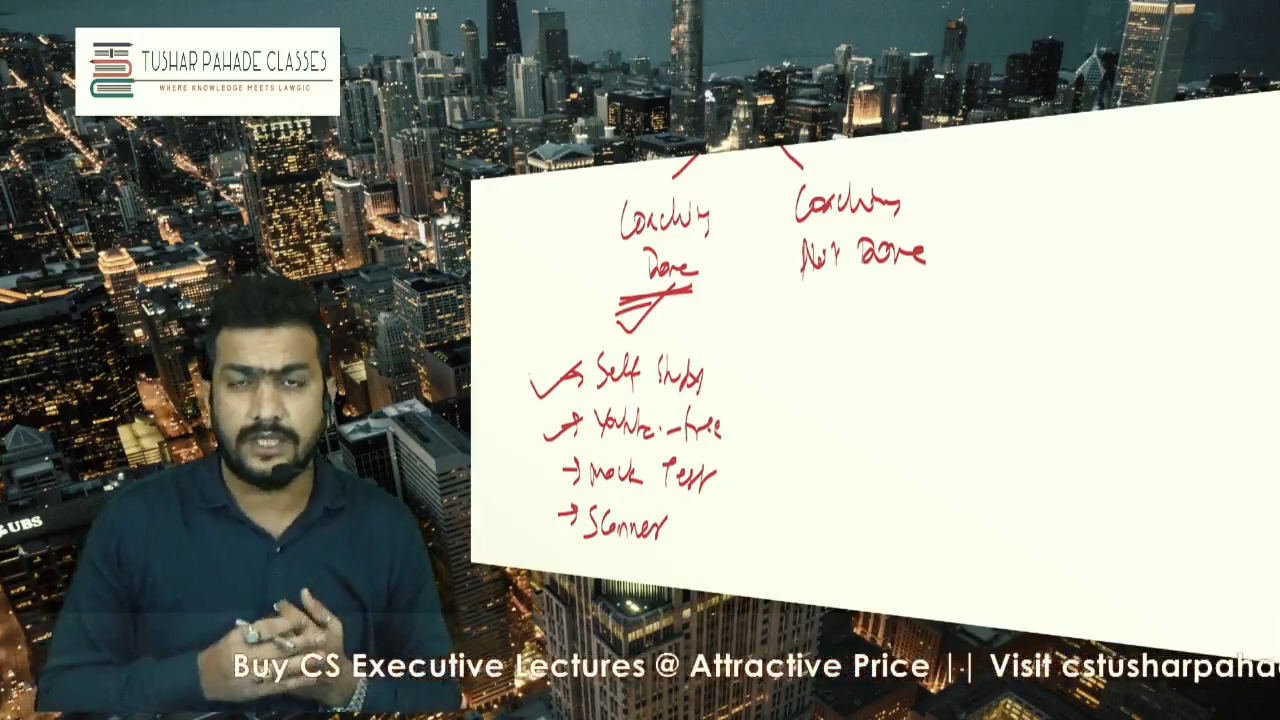 TUSHAR PAHADE CLASSES
WHERE KNOWLEDGE MEETS LAWGIC
Coaching
Done
Coaching
Not Done
Self Study
free
Mock Test
Scanner
UBS
Buy CS Executive Lectures @ Attractive Price || Visit cstusharpaha